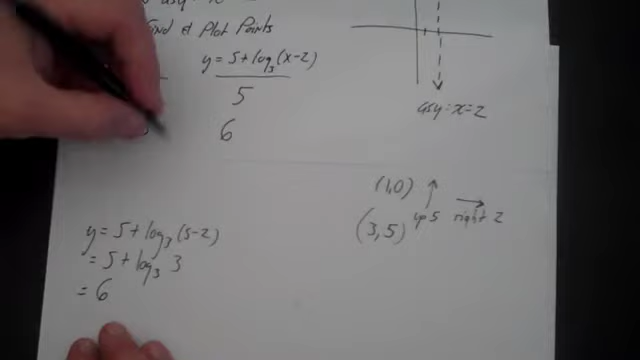 Find & Plot Points
y = 5 + log₃(x-2)
5
6
asy = x = 2
(1,0)
up 5 right 2
(3,5)
y = 5 + log₃(5-2)
= 5 + log₃ 3
= 6